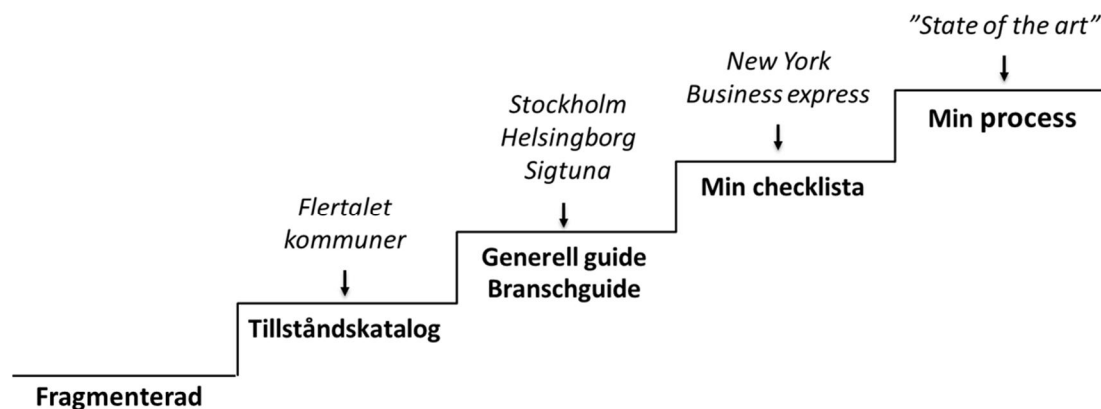 ”State of the art”
Min process
New York
Business express
Min checklista
Stockholm
Helsingborg
Sigtuna
Generell guide
Branschguide
Flertalet
kommuner
Tillståndskatalog
Fragmenterad